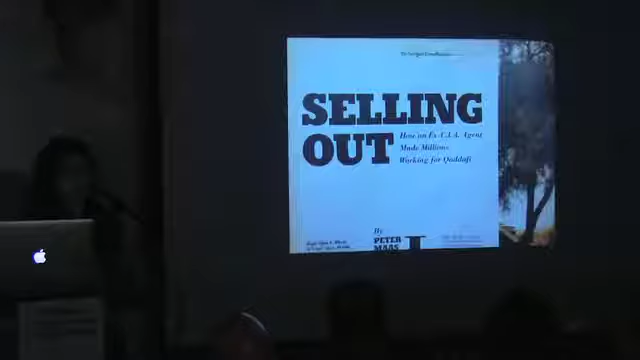 SELLING
OUT
How an Ex-C.I.A. Agent
Made Millions
Working for Qaddafi
By
PETER
MAAS